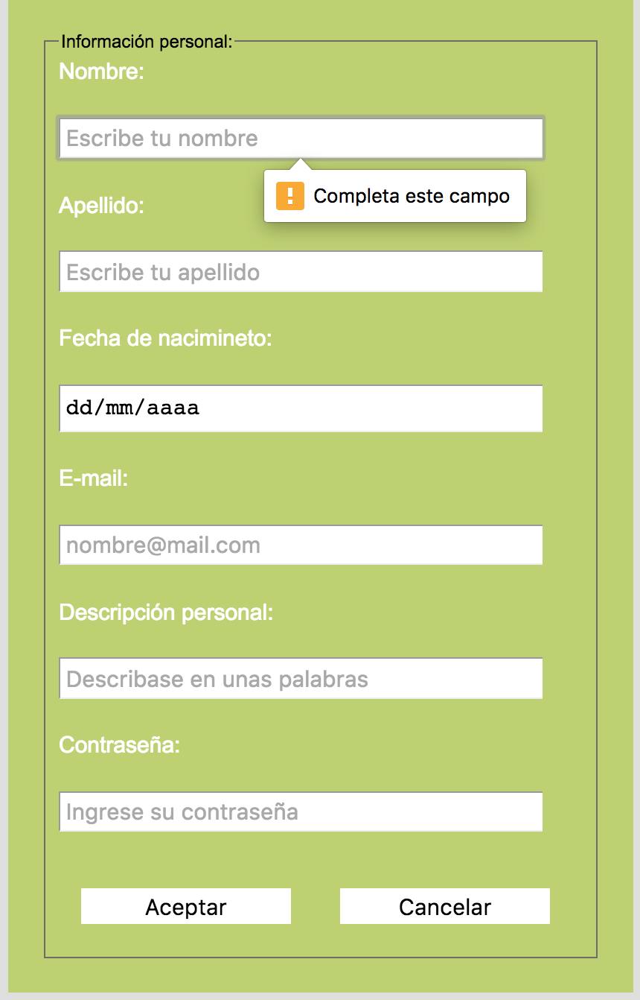 Información personal:
Nombre:
Escribe tu nombre
Completa este campo
Apellido:
Escribe tu apellido
Fecha de nacimineto:
dd/mm/aaaa
E-mail:
nombre@mail.com
Descripción personal:
Describase en unas palabras
Contraseña:
Ingrese su contraseña
Aceptar
Cancelar